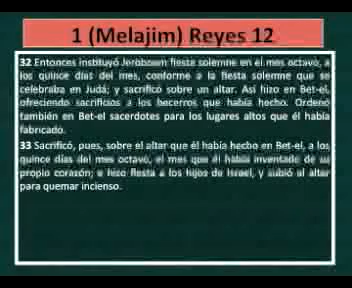 1 (Melajim) Reyes 12
32 Entonces instituyó Jeroboam fiesta solemne en el mes octavo, a
los quince días del mes, conforme a la fiesta solemne que se
celebraba en Judá; y sacrificó sobre un altar. Así hizo en Bet-el,
ofreciendo sacrificios a los becerros que había hecho. Ordenó
también en Bet-el sacerdotes para los lugares altos que él había
fabricado.
33 Sacrificó, pues, sobre el altar que él había hecho en Bet-el, a los
quince días del mes octavo, el mes que él había inventado de su
propio corazón; e hizo fiesta a los hijos de Israel, y subió al altar
para quemar incienso.